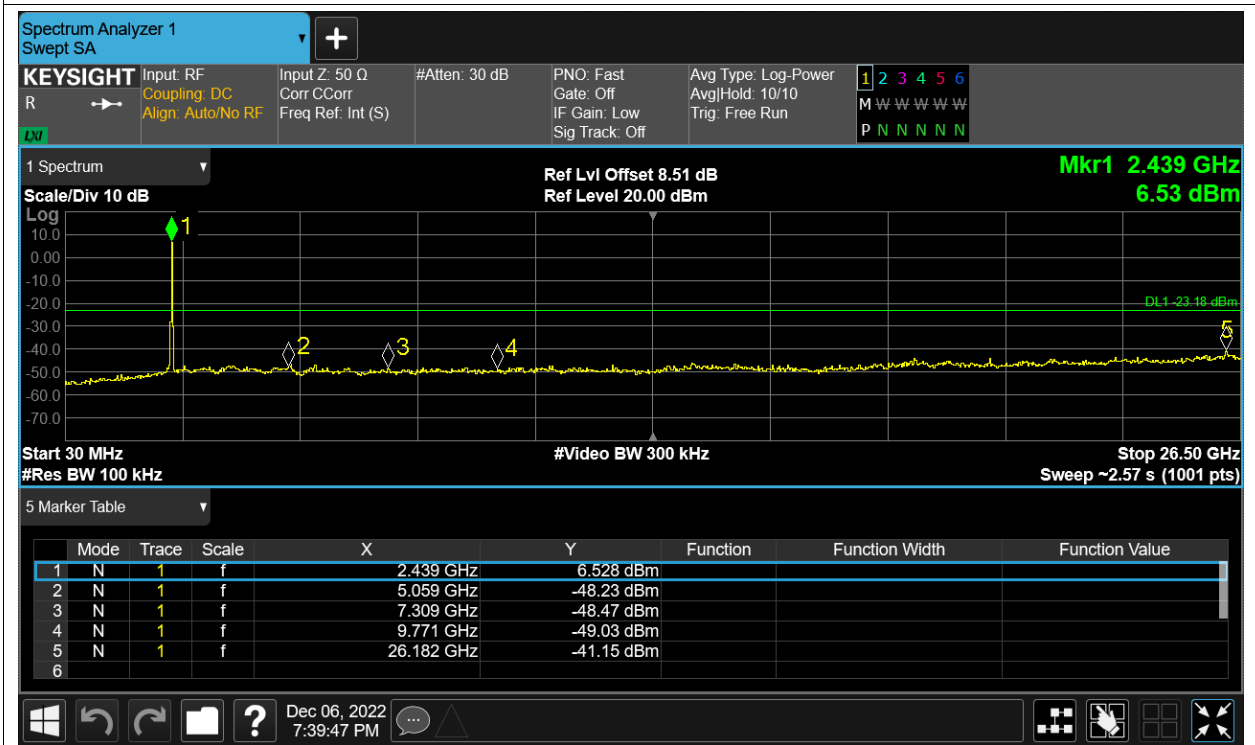 Spectrum Analyzer 1
Swept SA
KEYSIGHT Input: RF Input Z: 50 Ω #Atten: 30 dB PNO: Fast Avg Type: Log-Power 1 2 3 4 5 6
R Coupling: DC Corr CCorr Gate: Off Avg|Hold: 10/10 M W W W W W
Align: Auto/No RF Freq Ref: Int (S) IF Gain: Low Trig: Free Run
LXI Sig Track: Off P N N N N N
1 Spectrum Ref Lvl Offset 8.51 dB Mkr1 2.439 GHz
Scale/Div 10 dB Ref Level 20.00 dBm 6.53 dBm
Log
1
10.0
0.00
-10.0
-20.0 DL1 -23.18 dBm
-30.0 5
-40.0 2 3 4
-50.0
-60.0
-70.0
Start 30 MHz #Video BW 300 kHz Stop 26.50 GHz
#Res BW 100 kHz Sweep ~2.57 s (1001 pts)
5 Marker Table
Mode Trace Scale X Y Function Function Width Function Value
1 N 1 f 2.439 GHz 6.528 dBm
2 N 1 f 5.059 GHz -48.23 dBm
3 N 1 f 7.309 GHz -48.47 dBm
4 N 1 f 9.771 GHz -49.03 dBm
5 N 1 f 26.182 GHz -41.15 dBm
6
? Dec 06, 2022
7:39:47 PM